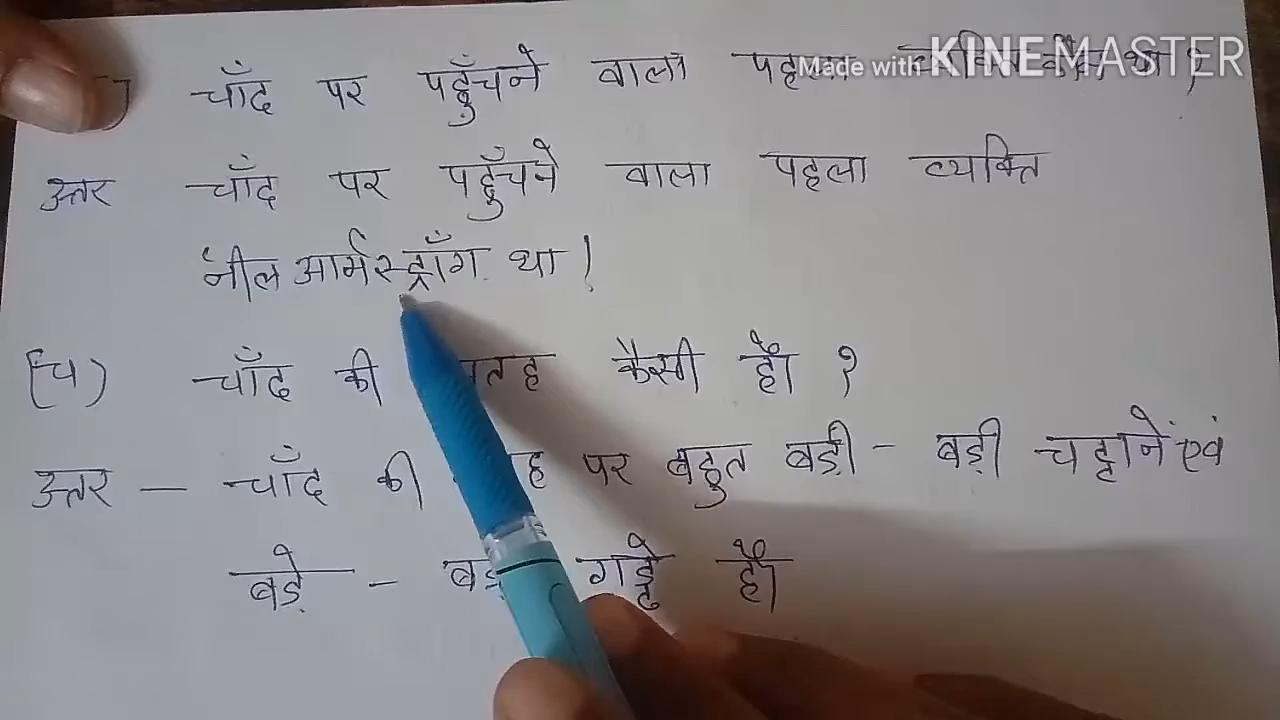 चाँद पर पहुँचने वाला पहला
Made with KINEMASTER
उत्तर चाँद पर पहुँचने वाला पहला व्यक्ति
नील आर्मस्ट्राँग था।
(च) चाँद की कैसी है ?
उत्तर — चाँद की पर बहुत बड़ी - बड़ी चट्टानें एवं
बड़े - गड्ढे हैं